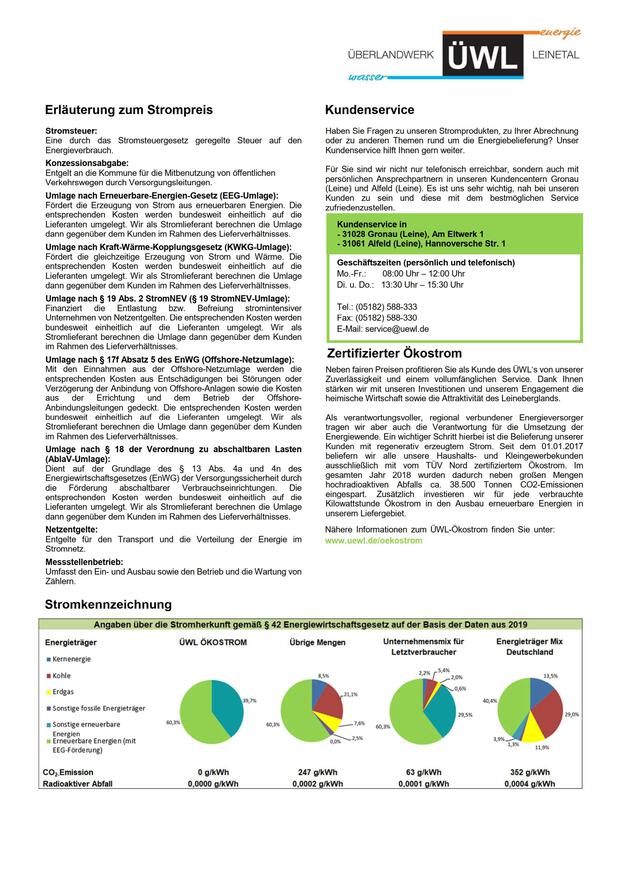 energie
ÜBERLANDWERK ÜWL LEINETAL
wasser
Erläuterung zum Strompreis
Stromsteuer:
Eine durch das Stromsteuergesetz geregelte Steuer auf den
Energieverbrauch.
Konzessionsabgabe:
Entgelt an die Kommune für die Mitbenutzung von öffentlichen
Verkehrswegen durch Versorgungsleitungen.
Umlage nach Erneuerbare-Energien-Gesetz (EEG-Umlage):
Fördert die Erzeugung von Strom aus erneuerbaren Energien. Die
entsprechenden Kosten werden bundesweit einheitlich auf die
Lieferanten umgelegt. Wir als Stromlieferant berechnen die Umlage
dann gegenüber dem Kunden im Rahmen des Lieferverhältnisses.
Umlage nach Kraft-Wärme-Kopplungsgesetz (KWKG-Umlage):
Fördert die gleichzeitige Erzeugung von Strom und Wärme. Die
entsprechenden Kosten werden bundesweit einheitlich auf die
Lieferanten umgelegt. Wir als Stromlieferant berechnen die Umlage
dann gegenüber dem Kunden im Rahmen des Lieferverhältnisses.
Umlage nach § 19 Abs. 2 StromNEV (§ 19 StromNEV-Umlage):
Finanziert die Entlastung bzw. Befreiung stromintensiver
Unternehmen von Netzentgelten. Die entsprechenden Kosten werden
bundesweit einheitlich auf die Lieferanten umgelegt. Wir als
Stromlieferant berechnen die Umlage dann gegenüber dem Kunden
im Rahmen des Lieferverhältnisses.
Umlage nach § 17f Absatz 5 des EnWG (Offshore-Netzumlage):
Mit den Einnahmen aus der Offshore-Netzumlage werden die
entsprechenden Kosten aus Entschädigungen bei Störungen oder
Verzögerung der Anbindung von Offshore-Anlagen sowie die Kosten
aus der Errichtung und dem Betrieb der Offshore-
Anbindungsleitungen gedeckt. Die entsprechenden Kosten werden
bundesweit einheitlich auf die Lieferanten umgelegt. Wir als
Stromlieferant berechnen die Umlage dann gegenüber dem Kunden
im Rahmen des Lieferverhältnisses.
Umlage nach § 18 der Verordnung zu abschaltbaren Lasten
(AblaV-Umlage):
Dient auf der Grundlage des § 13 Abs. 4a und 4n des
Energiewirtschaftsgesetzes (EnWG) der Versorgungssicherheit durch
die Förderung abschaltbarer Verbrauchseinrichtungen. Die
entsprechenden Kosten werden bundesweit einheitlich auf die
Lieferanten umgelegt. Wir als Stromlieferant berechnen die Umlage
dann gegenüber dem Kunden im Rahmen des Lieferverhältnisses.
Netzentgelte:
Entgelte für den Transport und die Verteilung der Energie im
Stromnetz.
Messstellenbetrieb:
Umfasst den Ein- und Ausbau sowie den Betrieb und die Wartung von
Zählern.
Kundenservice
Haben Sie Fragen zu unseren Stromprodukten, zu Ihrer Abrechnung
oder zu anderen Themen rund um die Energiebelieferung? Unser
Kundenservice hilft Ihnen gern weiter.
Für Sie sind wir nicht nur telefonisch erreichbar, sondern auch mit
persönlichen Ansprechpartnern in unseren Kundencentern Gronau
(Leine) und Alfeld (Leine). Es ist uns sehr wichtig, nah bei unseren
Kunden zu sein und diese mit dem bestmöglichen Service
zufriedenzustellen.
Kundenservice in
- 31028 Gronau (Leine), Am Eltwerk 1
- 31061 Alfeld (Leine), Hannoversche Str. 1
Geschäftszeiten (persönlich und telefonisch)
Mo.-Fr.: 08:00 Uhr – 12:00 Uhr
Di. u. Do.: 13:30 Uhr – 15:30 Uhr
Tel.: (05182) 588-333
Fax: (05182) 588-330
E-Mail: service@uewl.de
Zertifizierter Ökostrom
Neben fairen Preisen profitieren Sie als Kunde des ÜWL's von unserer
Zuverlässigkeit und einem vollumfänglichen Service. Dank Ihnen
stärken wir mit unseren Investitionen und unserem Engagement die
heimische Wirtschaft sowie die Attraktivität des Leineberglands.
Als verantwortungsvoller, regional verbundener Energieversorger
tragen wir aber auch die Verantwortung für die Umsetzung der
Energiewende. Ein wichtiger Schritt hierbei ist die Belieferung unserer
Kunden mit regenerativ erzeugtem Strom. Seit dem 01.01.2017
beliefern wir alle unsere Haushalts- und Kleingewerbekunden
ausschließlich mit vom TÜV Nord zertifiziertem Ökostrom. Im
gesamten Jahr 2018 wurden dadurch neben großen Mengen
hochradioaktiven Abfalls ca. 38.500 Tonnen CO2-Emissionen
eingespart. Zusätzlich investieren wir für jede verbrauchte
Kilowattstunde Ökostrom in den Ausbau erneuerbare Energien in
unserem Liefergebiet.
Nähere Informationen zum ÜWL-Ökostrom finden Sie unter:
www.uewl.de/oekostrom
Stromkennzeichnung
Angaben über die Stromherkunft gemäß § 42 Energiewirtschaftsgesetz auf der Basis der Daten aus 2019
Energieträger
Kernenergie
Kohle
Erdgas
Sonstige fossile Energieträger
Sonstige erneuerbare
Energien
Erneuerbare Energien (mit
EEG-Förderung)
ÜWL ÖKOSTROM
39,7%
60,3%
Übrige Mengen
8,5%
21,1%
7,6%
2,5%
0,0%
60,3%
Unternehmensmix für
Letztverbraucher
2,2%
5,4%
2,0%
0,6%
29,5%
60,3%
Energieträger Mix
Deutschland
13,5%
29,0%
11,9%
1,3%
3,9%
40,4%
CO2-Emission 0 g/kWh 247 g/kWh 63 g/kWh 352 g/kWh
Radioaktiver Abfall 0,0000 g/kWh 0,0002 g/kWh 0,0001 g/kWh 0,0004 g/kWh